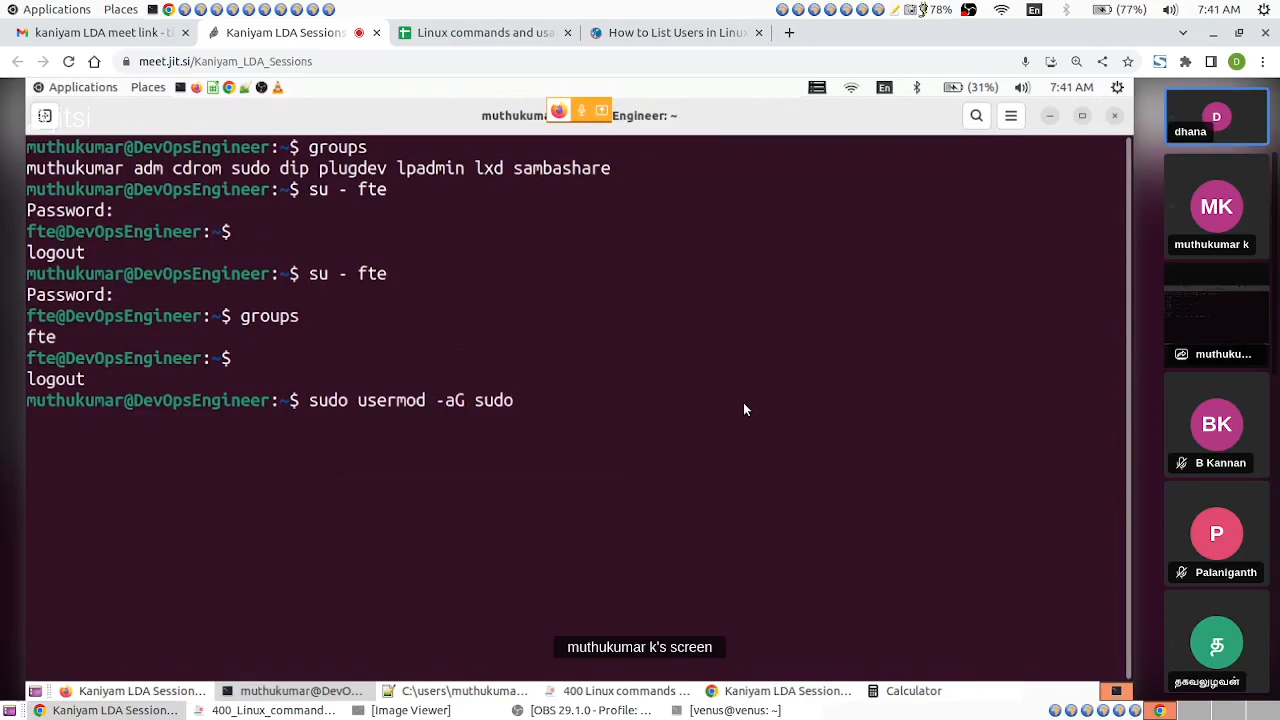 Applications Places 78% En (77%) 7:41 AM
kaniyam LDA meet link - t
Kaniyam LDA Sessions
Linux commands and usa
How to List Users in Linux
meet.jit.si/Kaniyam_LDA_Sessions
Applications Places En (31%) 7:41 AM
jitsi
muthukuma Engineer: ~
muthukumar@DevOpsEngineer:~$ groups
muthukumar adm cdrom sudo dip plugdev lpadmin lxd sambashare
muthukumar@DevOpsEngineer:~$ su - fte
Password:
fte@DevOpsEngineer:~$
logout
muthukumar@DevOpsEngineer:~$ su - fte
Password:
fte@DevOpsEngineer:~$ groups
fte
fte@DevOpsEngineer:~$
logout
muthukumar@DevOpsEngineer:~$ sudo usermod -aG sudo
muthukumar k's screen
D
dhana
MK
muthukumar k
muthuku...
BK
B Kannan
P
Palaniganth
த
தகவலுழவன்
Kaniyam LDA Session... muthukumar@DevO... C:\users\muthukuma... 400 Linux commands ... Kaniyam LDA Session... Calculator
Kaniyam LDA Session... 400_Linux_command... [Image Viewer] [OBS 29.1.0 - Profile: ... [venus@venus: ~]